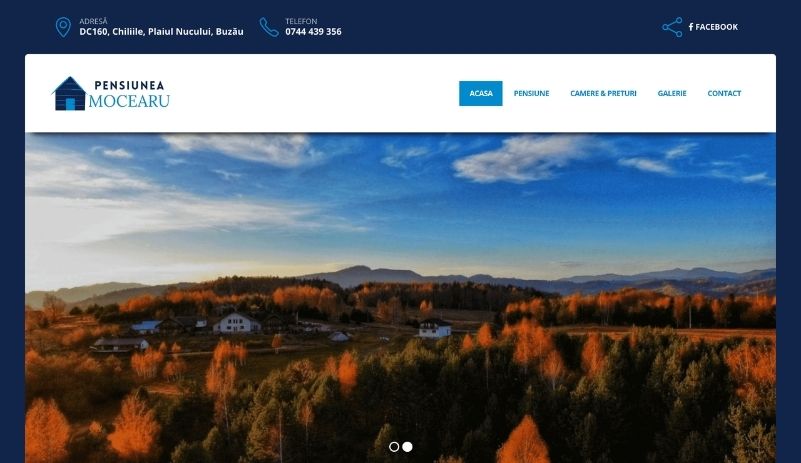 ADRESĂ
DC160, Chiliile, Plaiul Nucului, Buzău
TELEFON
0744 439 356
FACEBOOK
PENSIUNEA
MOCEARU
ACASA
PENSIUNE
CAMERE & PRETURI
GALERIE
CONTACT